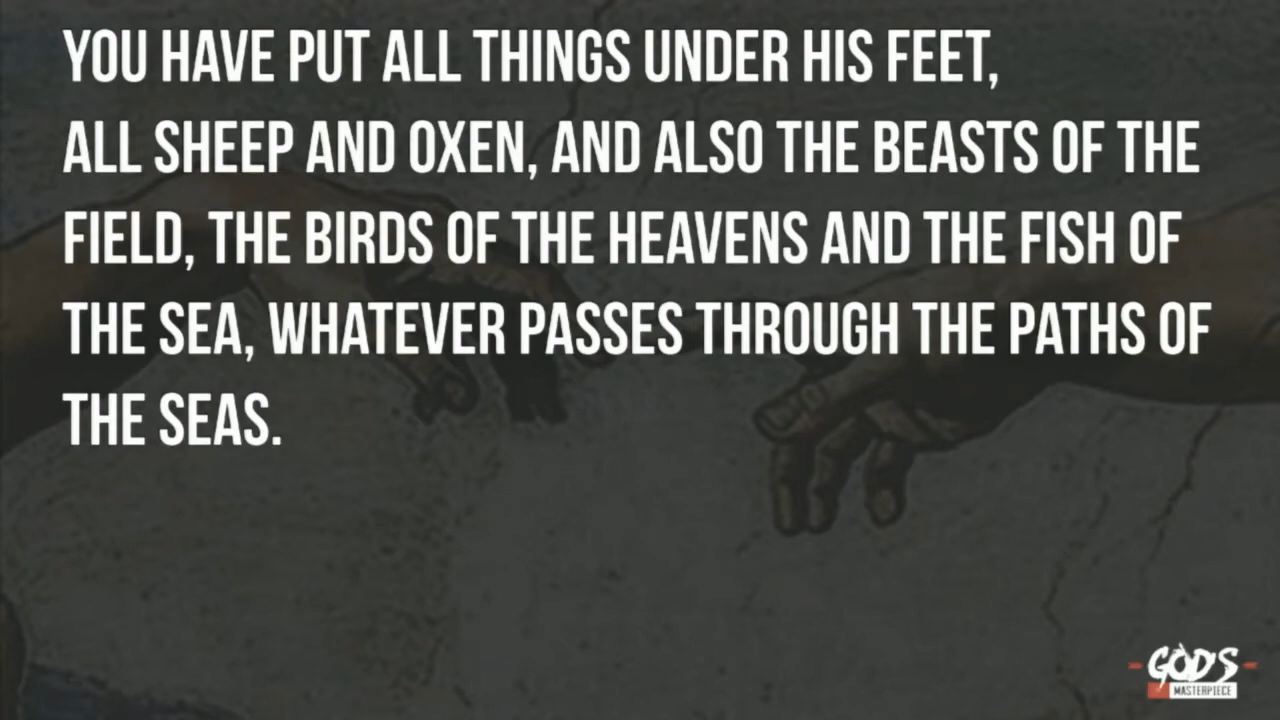 YOU HAVE PUT ALL THINGS UNDER HIS FEET,
ALL SHEEP AND OXEN, AND ALSO THE BEASTS OF THE
FIELD, THE BIRDS OF THE HEAVENS AND THE FISH OF
THE SEA, WHATEVER PASSES THROUGH THE PATHS OF
THE SEAS.
GOD'S
MASTERPIECE